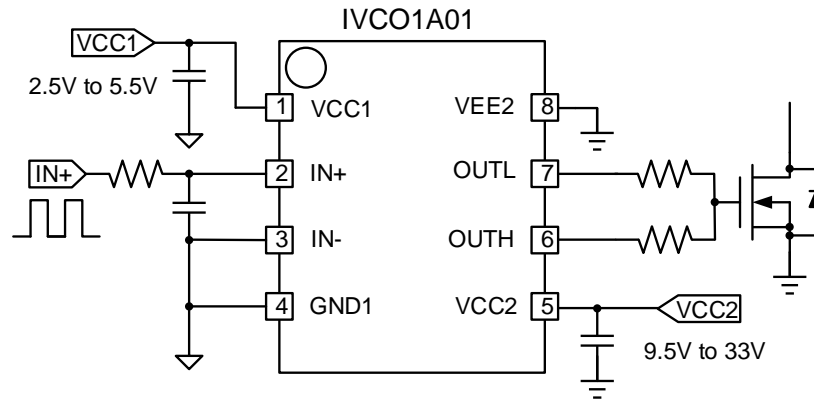 IVCO1A01
VCC1
2.5V to 5.5V
1 VCC1
VEE2 8
IN+
2 IN+
OUTL 7
3 IN-
OUTH 6
4 GND1
VCC2 5
VCC2
9.5V to 33V